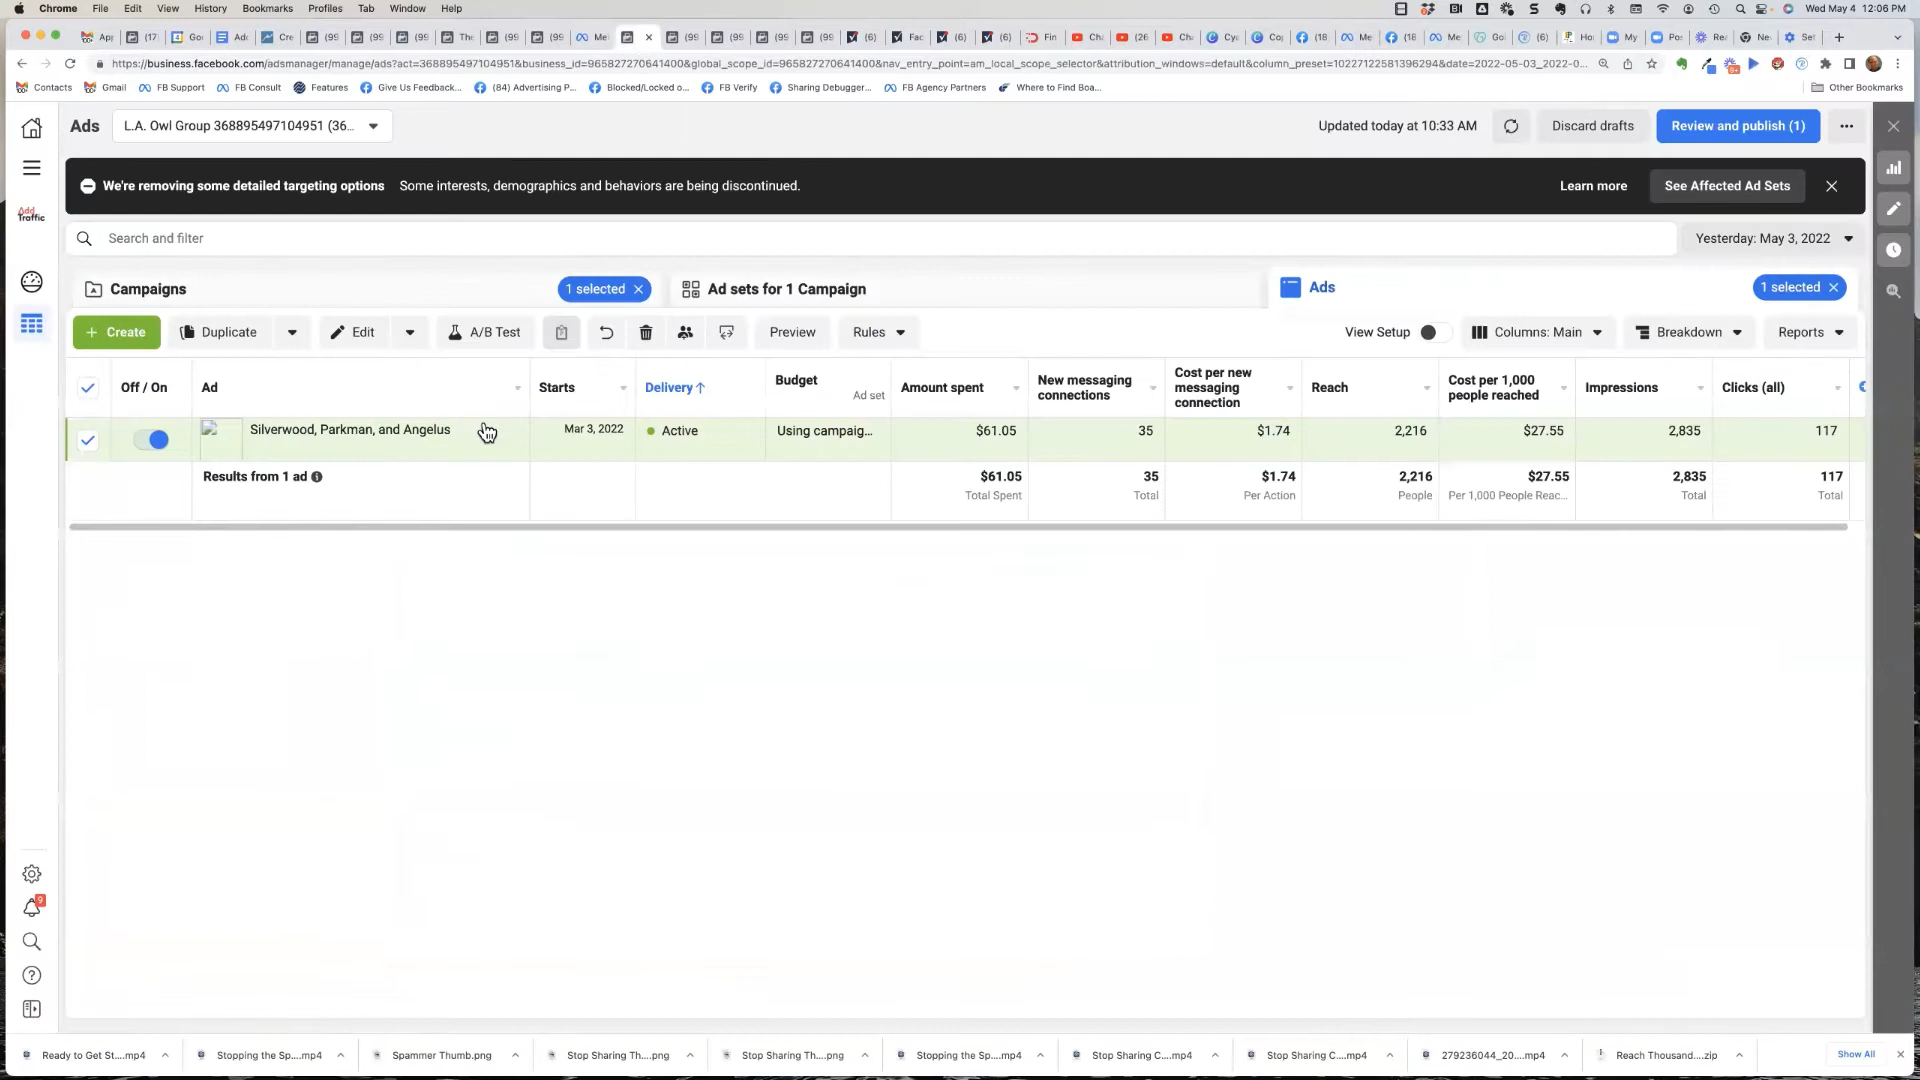 Chrome File Edit View History Bookmarks Profiles Tab Window Help
Wed May 4 12:06 PM
https://business.facebook.com/adsmanager/manage/ads?act=368895497104951&business_id=965827270641400&global_scope_id=965827270641400&nav_entry_point=am_local_scope_selector&attribution_windows=default&column_preset=10227122581396294&date=2022-05-03_2022-0...
Contacts Gmail FB Support FB Consult Features Give Us Feedback... (84) Advertising P... Blocked/Locked o... FB Verify Sharing Debugger... FB Agency Partners Where to Find Boa... Other Bookmarks
Ads
L.A. Owl Group 368895497104951 (36...
Updated today at 10:33 AM
Discard drafts
Review and publish (1)
We're removing some detailed targeting options Some interests, demographics and behaviors are being discontinued.
Learn more
See Affected Ad Sets
Add Traffic
Search and filter
Yesterday: May 3, 2022
Campaigns
1 selected
Ad sets for 1 Campaign
Ads
1 selected
+ Create
Duplicate
Edit
A/B Test
Preview
Rules
View Setup
Columns: Main
Breakdown
Reports
Off / On
Ad
Starts
Delivery ↑
Budget
Ad set
Amount spent
New messaging connections
Cost per new messaging connection
Reach
Cost per 1,000 people reached
Impressions
Clicks (all)
Silverwood, Parkman, and Angelus
Mar 3, 2022
Active
Using campaig...
$61.05
35
$1.74
2,216
$27.55
2,835
117
Results from 1 ad
$61.05
Total Spent
35
Total
$1.74
Per Action
2,216
People
$27.55
Per 1,000 People Reac...
2,835
Total
117
Total
9
Ready to Get St....mp4
Stopping the Sp....mp4
Spammer Thumb.png
Stop Sharing Th....png
Stop Sharing Th....png
Stopping the Sp....mp4
Stop Sharing C....mp4
Stop Sharing C....mp4
279236044_20....mp4
Reach Thousand....zip
Show All